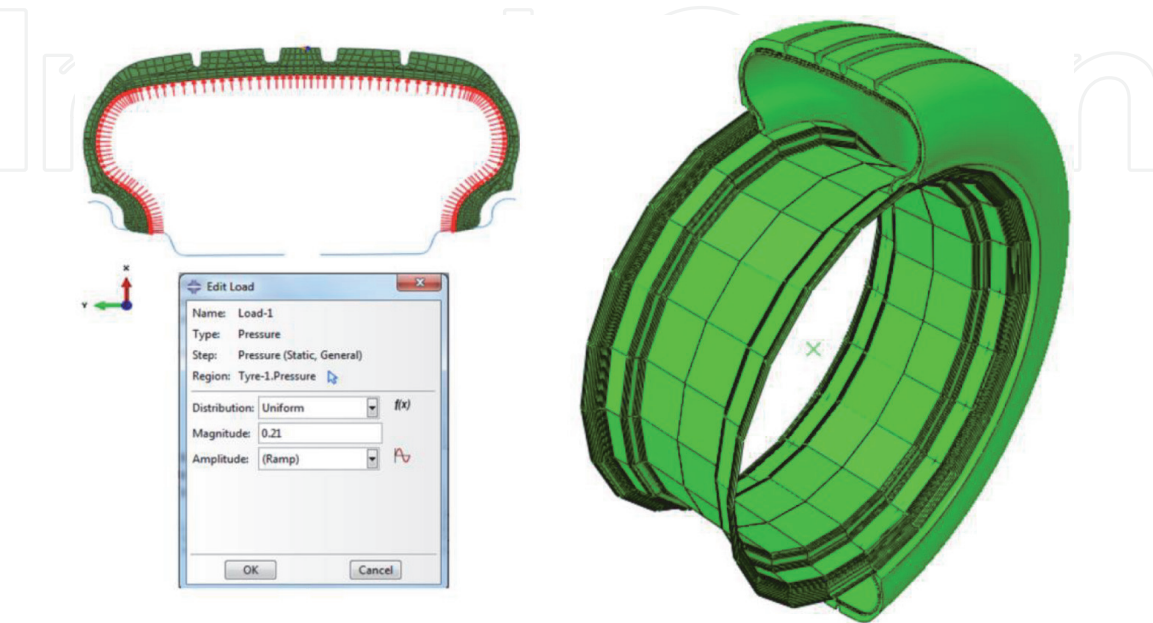 X
Y
Edit Load
Name: Load-1
Type: Pressure
Step: Pressure (Static, General)
Region: Tyre-1.Pressure
Distribution: Uniform f(x)
Magnitude: 0.21
Amplitude: (Ramp)
OK Cancel